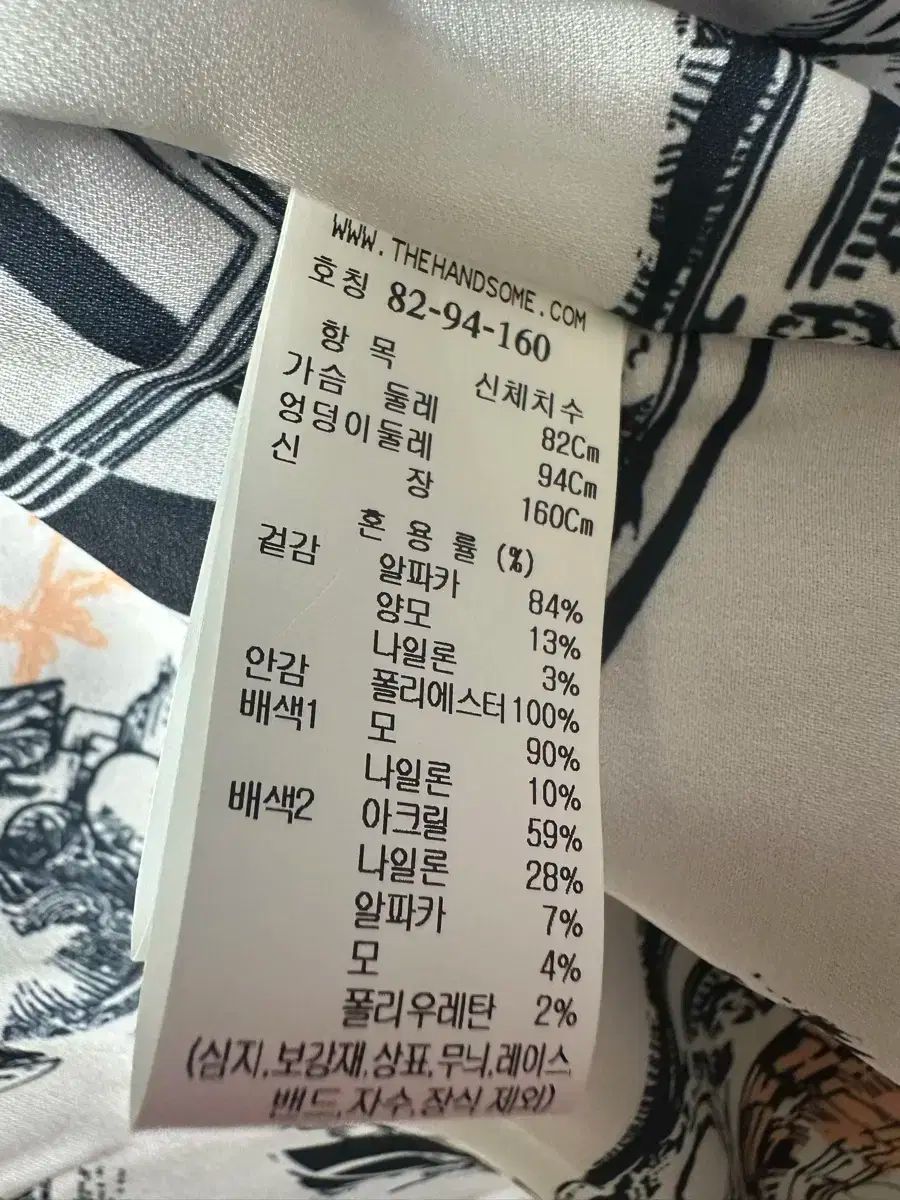 WWW.THEHANDSOME.COM
호칭 82-94-160
항 목 신체치수
가슴 둘레 82Cm
엉덩이둘레 94Cm
신 장 160Cm
혼 용 률 (%)
겉감 알파카 84%
양모 13%
나일론 3%
안감 폴리에스터 100%
배색1 모 90%
나일론 10%
배색2 아크릴 59%
나일론 28%
알파카 7%
모 4%
폴리우레탄 2%
(심지,보강재,상표,무늬,레이스
밴드,자수,장식 제외)